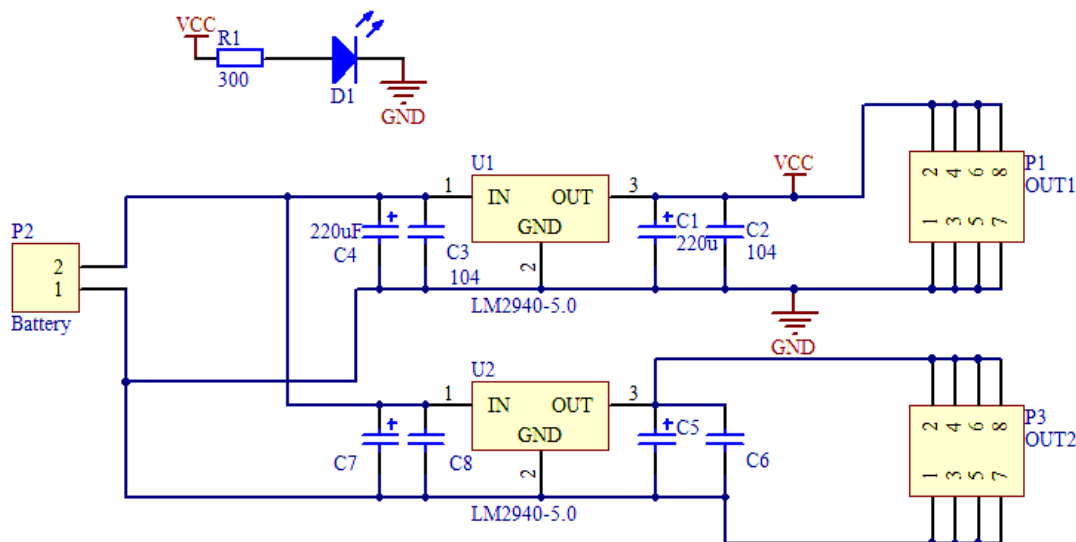 VCC
R1
300
D1
GND
U1
1
IN
OUT
3
GND
2
LM2940-5.0
220uF
C4
C3
104
C1
220u
C2
104
VCC
GND
P1
OUT1
2 4 6 8
1 3 5 7
P2
2
1
Battery
U2
1
IN
OUT
3
GND
2
LM2940-5.0
C7
C8
C5
C6
P3
OUT2
2 4 6 8
1 3 5 7